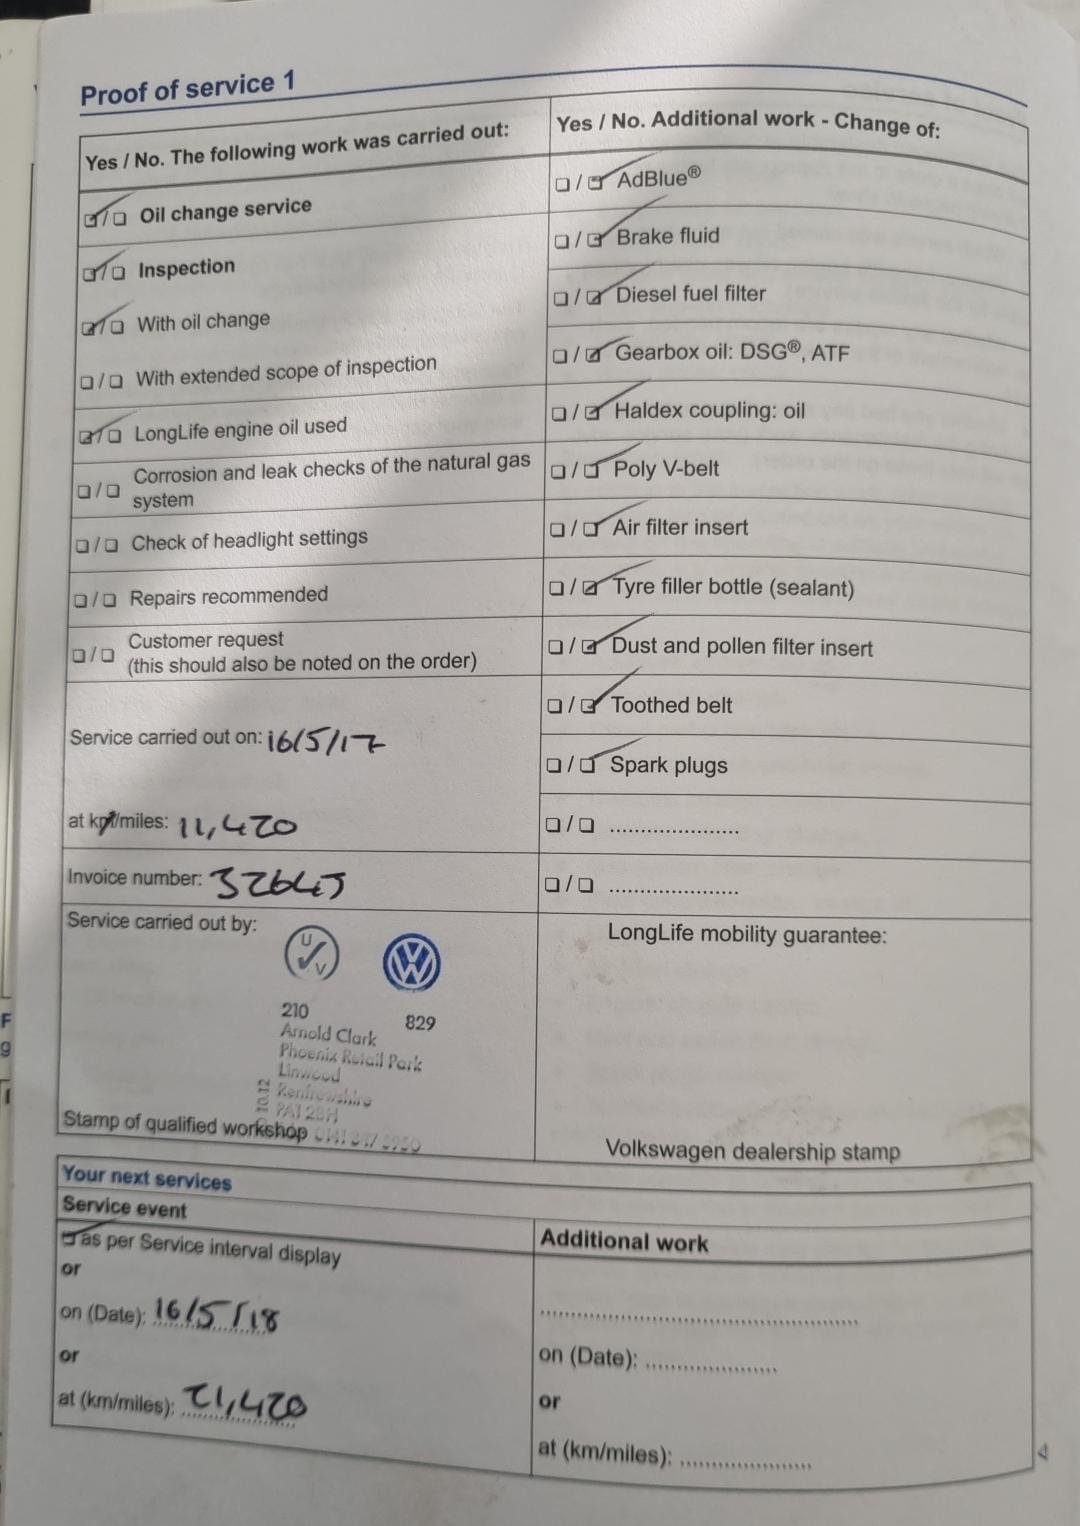 Proof of service 1
Yes / No. The following work was carried out:
☑/☐ Oil change service
☑/☐ Inspection
☑/☐ With oil change
☐/☐ With extended scope of inspection
☑/☐ LongLife engine oil used
☐/☐ Corrosion and leak checks of the natural gas
system
☐/☐ Check of headlight settings
☐/☐ Repairs recommended
☐/☐ Customer request
(this should also be noted on the order)
Service carried out on: 16/5/17
at km/miles: 11,420
Invoice number:
Service carried out by:
U
V
VW
210
829
Arnold Clark
Phoenix Retail Park
Linwood
Renfrewshire
PA1 2BH
10.12
Stamp of qualified workshop
Yes / No. Additional work - Change of:
☐/☑ AdBlue®
☐/☑ Brake fluid
☐/☑ Diesel fuel filter
☐/☑ Gearbox oil: DSG®, ATF
☐/☑ Haldex coupling: oil
☐/☑ Poly V-belt
☐/☑ Air filter insert
☐/☑ Tyre filler bottle (sealant)
☐/☑ Dust and pollen filter insert
☐/☑ Toothed belt
☐/☑ Spark plugs
☐/☐ ......................
☐/☐ ......................
LongLife mobility guarantee:
Volkswagen dealership stamp
Your next services
Service event
☑ as per Service interval display
or
on (Date): 16/5/18
or
at (km/miles): 21,420
Additional work
on (Date): ......................
or
at (km/miles): ......................
F
g